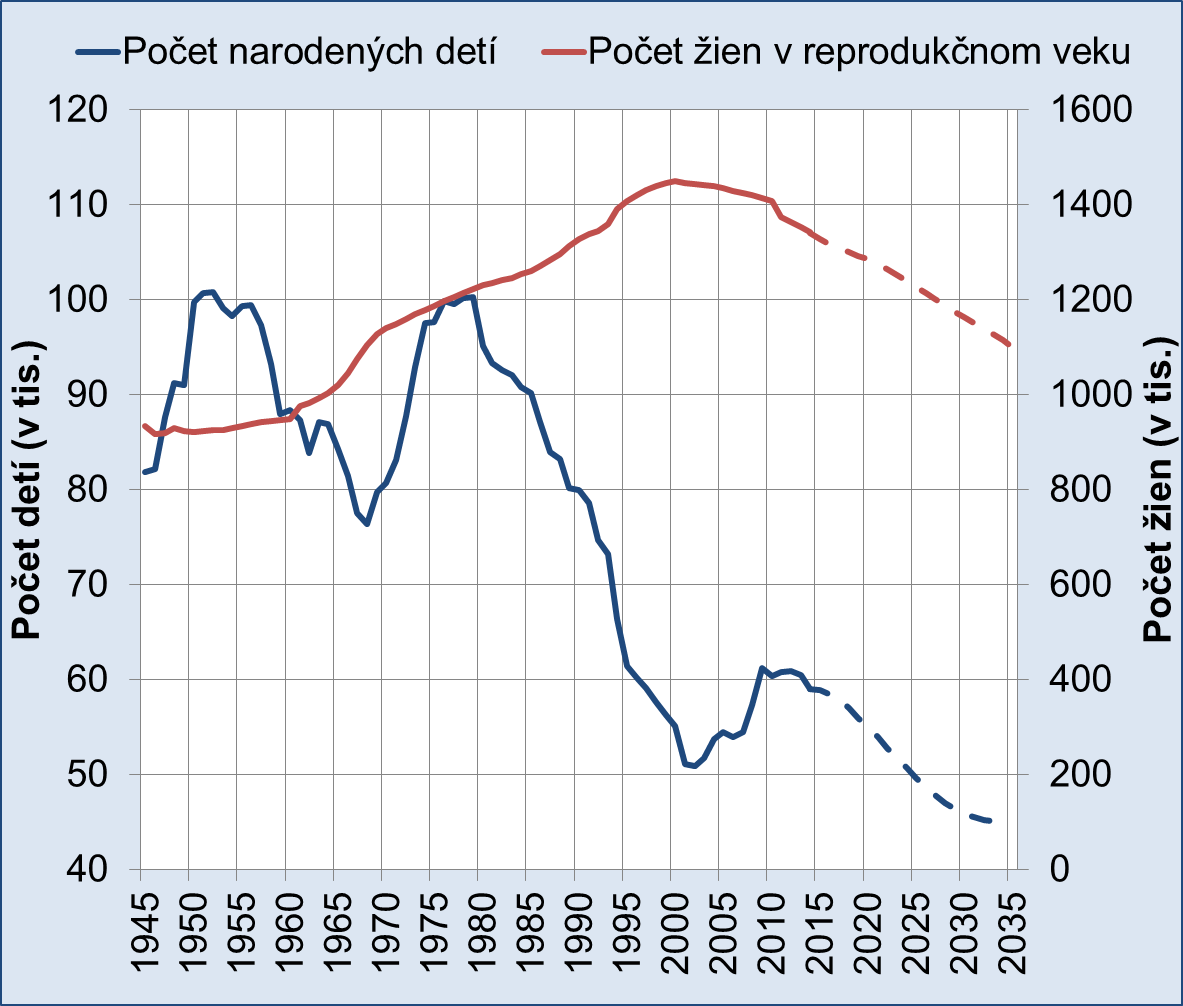 Počet narodených detí Počet žien v reprodukčnom veku
120 1600
110 1400
100 1200
90 1000
80 800
70 600
60 400
50 200
40 0
Počet detí (v tis.)
Počet žien (v tis.)
1945 1950 1955 1960 1965 1970 1975 1980 1985 1990 1995 2000 2005 2010 2015 2020 2025 2030 2035